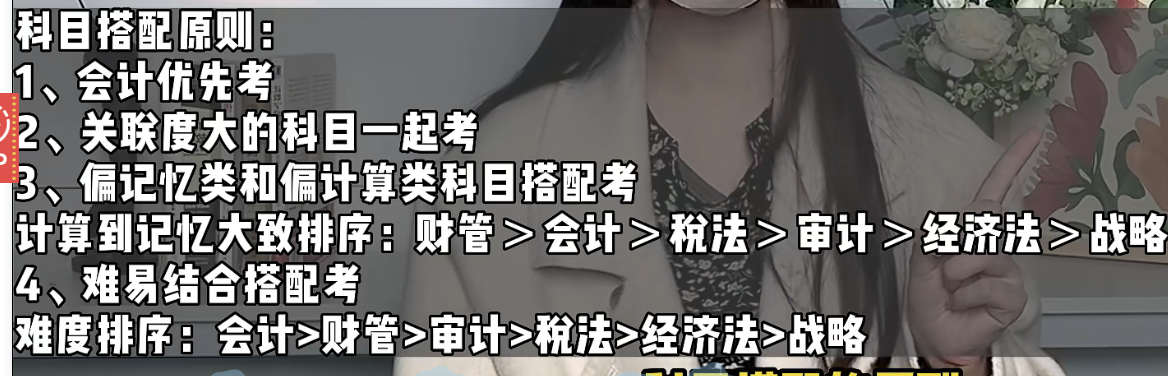 科目搭配原则：
1、会计优先考
2、关联度大的科目一起考
3、偏记忆类和偏计算类科目搭配考
计算到记忆大致排序：财管＞会计＞税法＞审计＞经济法＞战略
4、难易结合搭配考
难度排序：会计>财管>审计>税法>经济法>战略